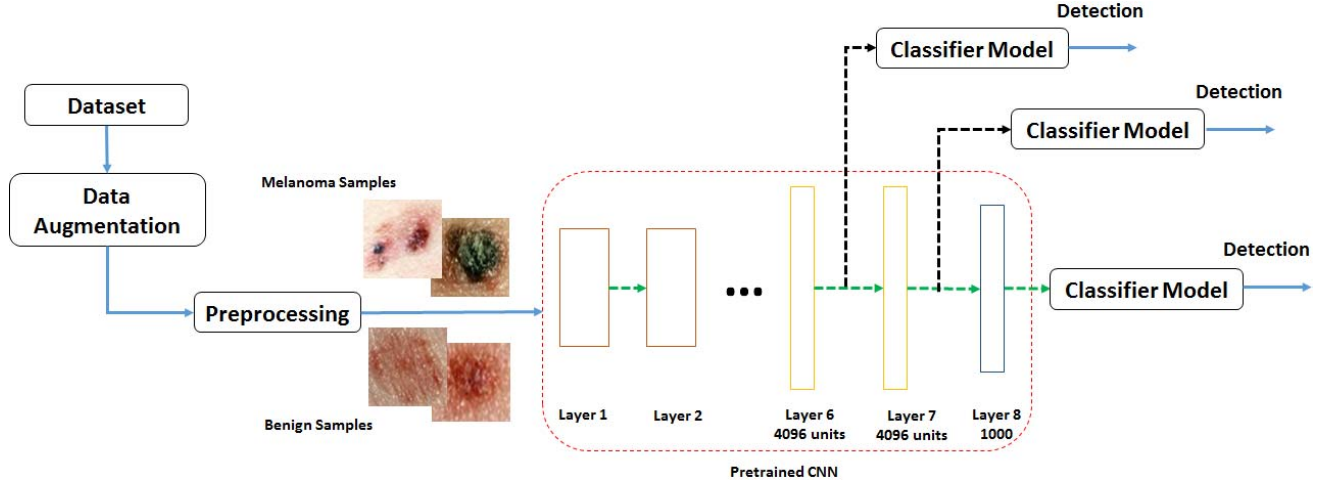 Detection
Classifier Model
Dataset
Detection
Classifier Model
Data
Augmentation
Melanoma Samples
Detection
Classifier Model
Preprocessing
Benign Samples
Layer 1
Layer 2
Layer 6
4096 units
Layer 7
4096 units
Layer 8
1000
Pretrained CNN